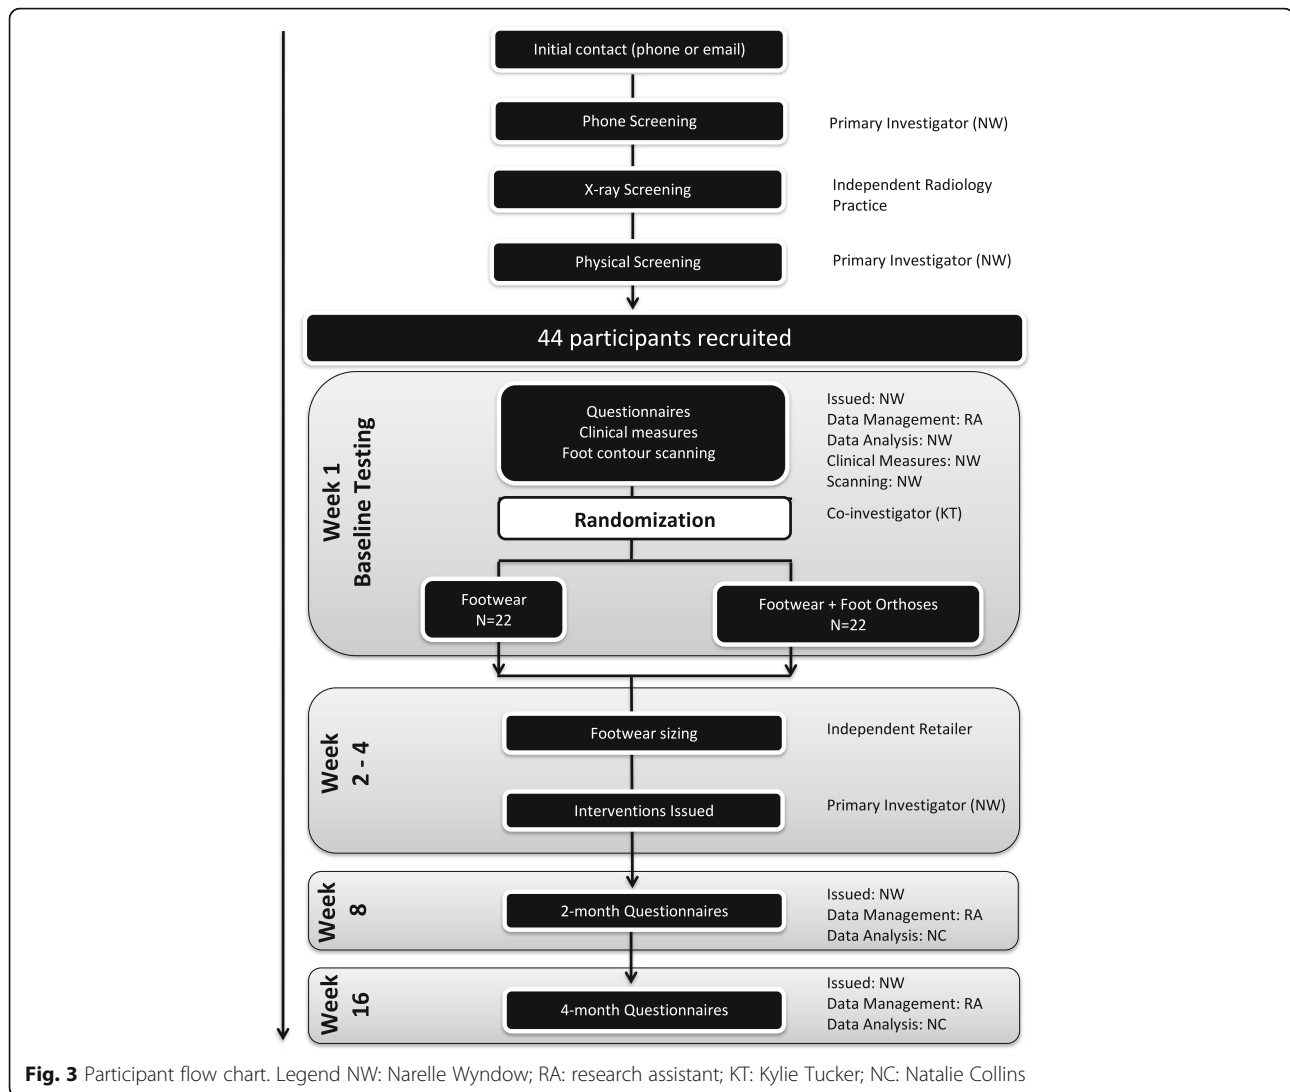 Initial contact (phone or email)
Phone Screening
Primary Investigator (NW)
X-ray Screening
Independent Radiology
Practice
Physical Screening
Primary Investigator (NW)
44 participants recruited
Week 1
Baseline Testing
Questionnaires
Clinical measures
Foot contour scanning
Issued: NW
Data Management: RA
Data Analysis: NW
Clinical Measures: NW
Scanning: NW
Randomization
Co-investigator (KT)
Footwear
N=22
Footwear + Foot Orthoses
N=22
Week
2 - 4
Footwear sizing
Independent Retailer
Interventions Issued
Primary Investigator (NW)
Week
8
2-month Questionnaires
Issued: NW
Data Management: RA
Data Analysis: NC
Week
16
4-month Questionnaires
Issued: NW
Data Management: RA
Data Analysis: NC
Fig. 3 Participant flow chart. Legend NW: Narelle Wyndow; RA: research assistant; KT: Kylie Tucker; NC: Natalie Collins